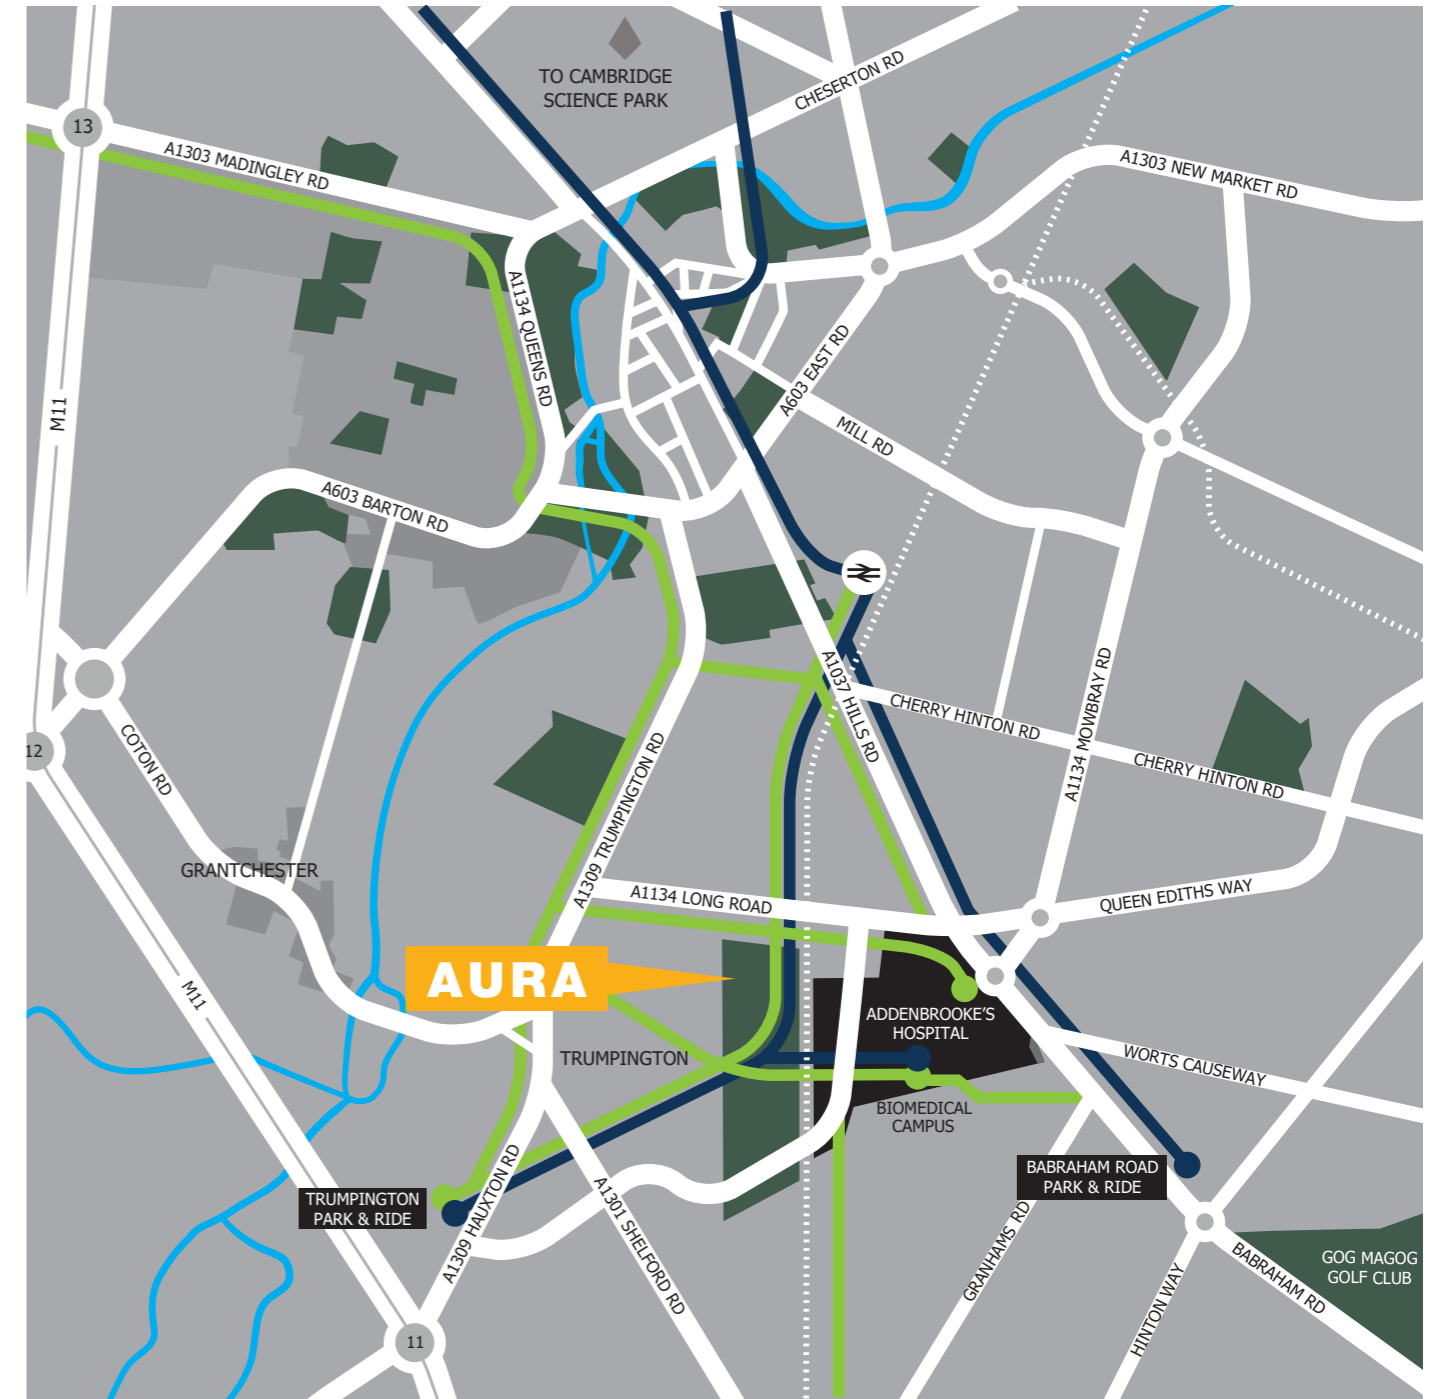 TO CAMBRIDGE
SCIENCE PARK
CHESERTON RD
13
A1303 MADINGLEY RD
A1303 NEW MARKET RD
A1134 QUEENS RD
A603 EAST RD
M11
MILL RD
A603 BARTON RD
A1037 HILLS RD
CHERRY HINTON RD
A1134 MOWBRAY RD
CHERRY HINTON RD
12
COTON RD
A1309 TRUMPINGTON RD
GRANTCHESTER
A1134 LONG ROAD
QUEEN EDITHS WAY
AURA
M11
ADDENBROOKE'S
HOSPITAL
TRUMPINGTON
WORTS CAUSEWAY
BIOMEDICAL
CAMPUS
BABRAHAM ROAD
PARK & RIDE
TRUMPINGTON
PARK & RIDE
A1309 HAUXTON RD
A1301 SHELFORD RD
GRANHAMS RD
HINTON WAY
BABRAHAM RD
GOG MAGOG
GOLF CLUB
11